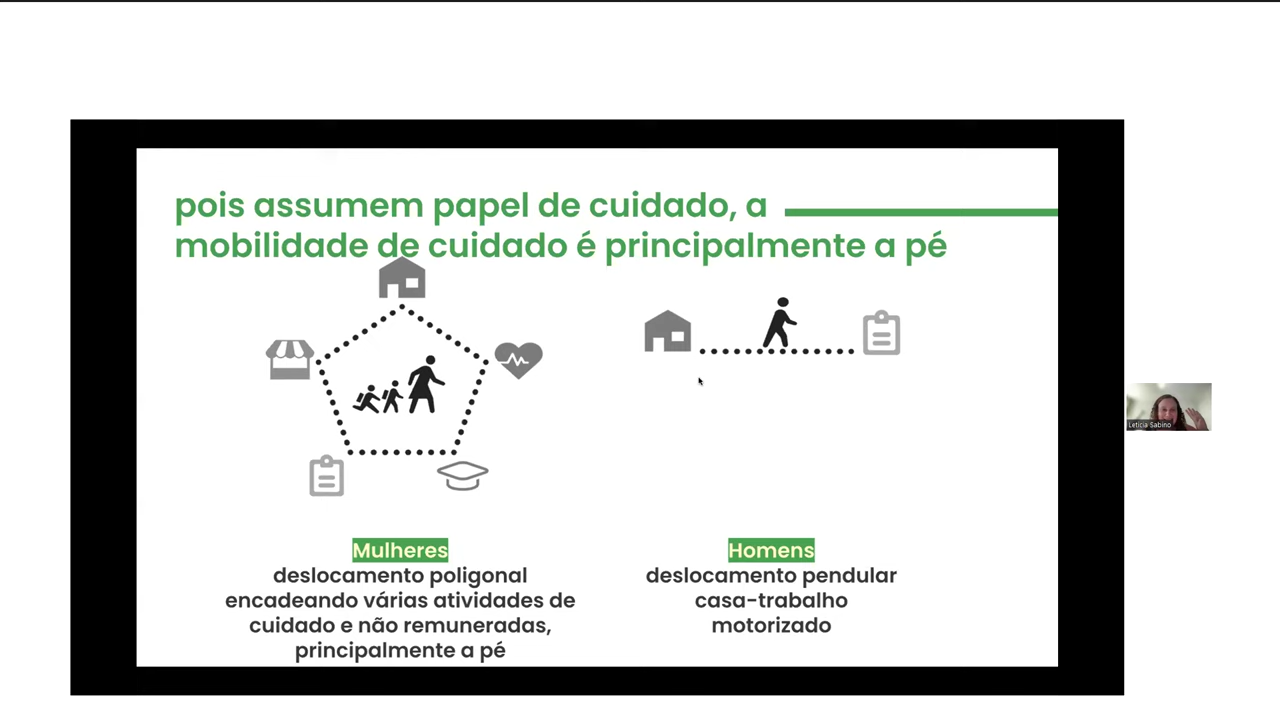 pois assumem papel de cuidado, a
mobilidade de cuidado é principalmente a pé
Mulheres
deslocamento poligonal
encadeando várias atividades de
cuidado e não remuneradas,
principalmente a pé
Homens
deslocamento pendular
casa-trabalho
motorizado
Leticia Sabino